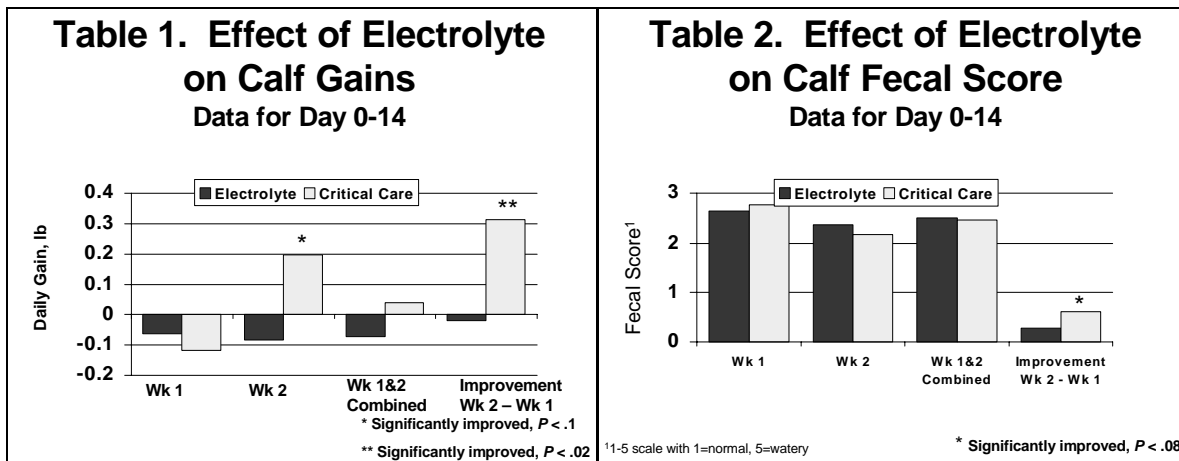 Table 1. Effect of Electrolyte
on Calf Gains
Data for Day 0-14
Electrolyte Critical Care
0.4
0.3
0.2
0.1
0
-0.1
-0.2
Daily Gain, lb
*
**
Wk 1
Wk 2
Wk 1&2
Combined
Improvement
Wk 2 – Wk 1
* Significantly improved, P < .1
** Significantly improved, P < .02
Table 2. Effect of Electrolyte
on Calf Fecal Score
Data for Day 0-14
Electrolyte Critical Care
3
2
1
0
Fecal Score¹
*
Wk 1
Wk 2
Wk 1&2
Combined
Improvement
Wk 2 - Wk 1
¹1-5 scale with 1=normal, 5=watery
* Significantly improved, P < .08